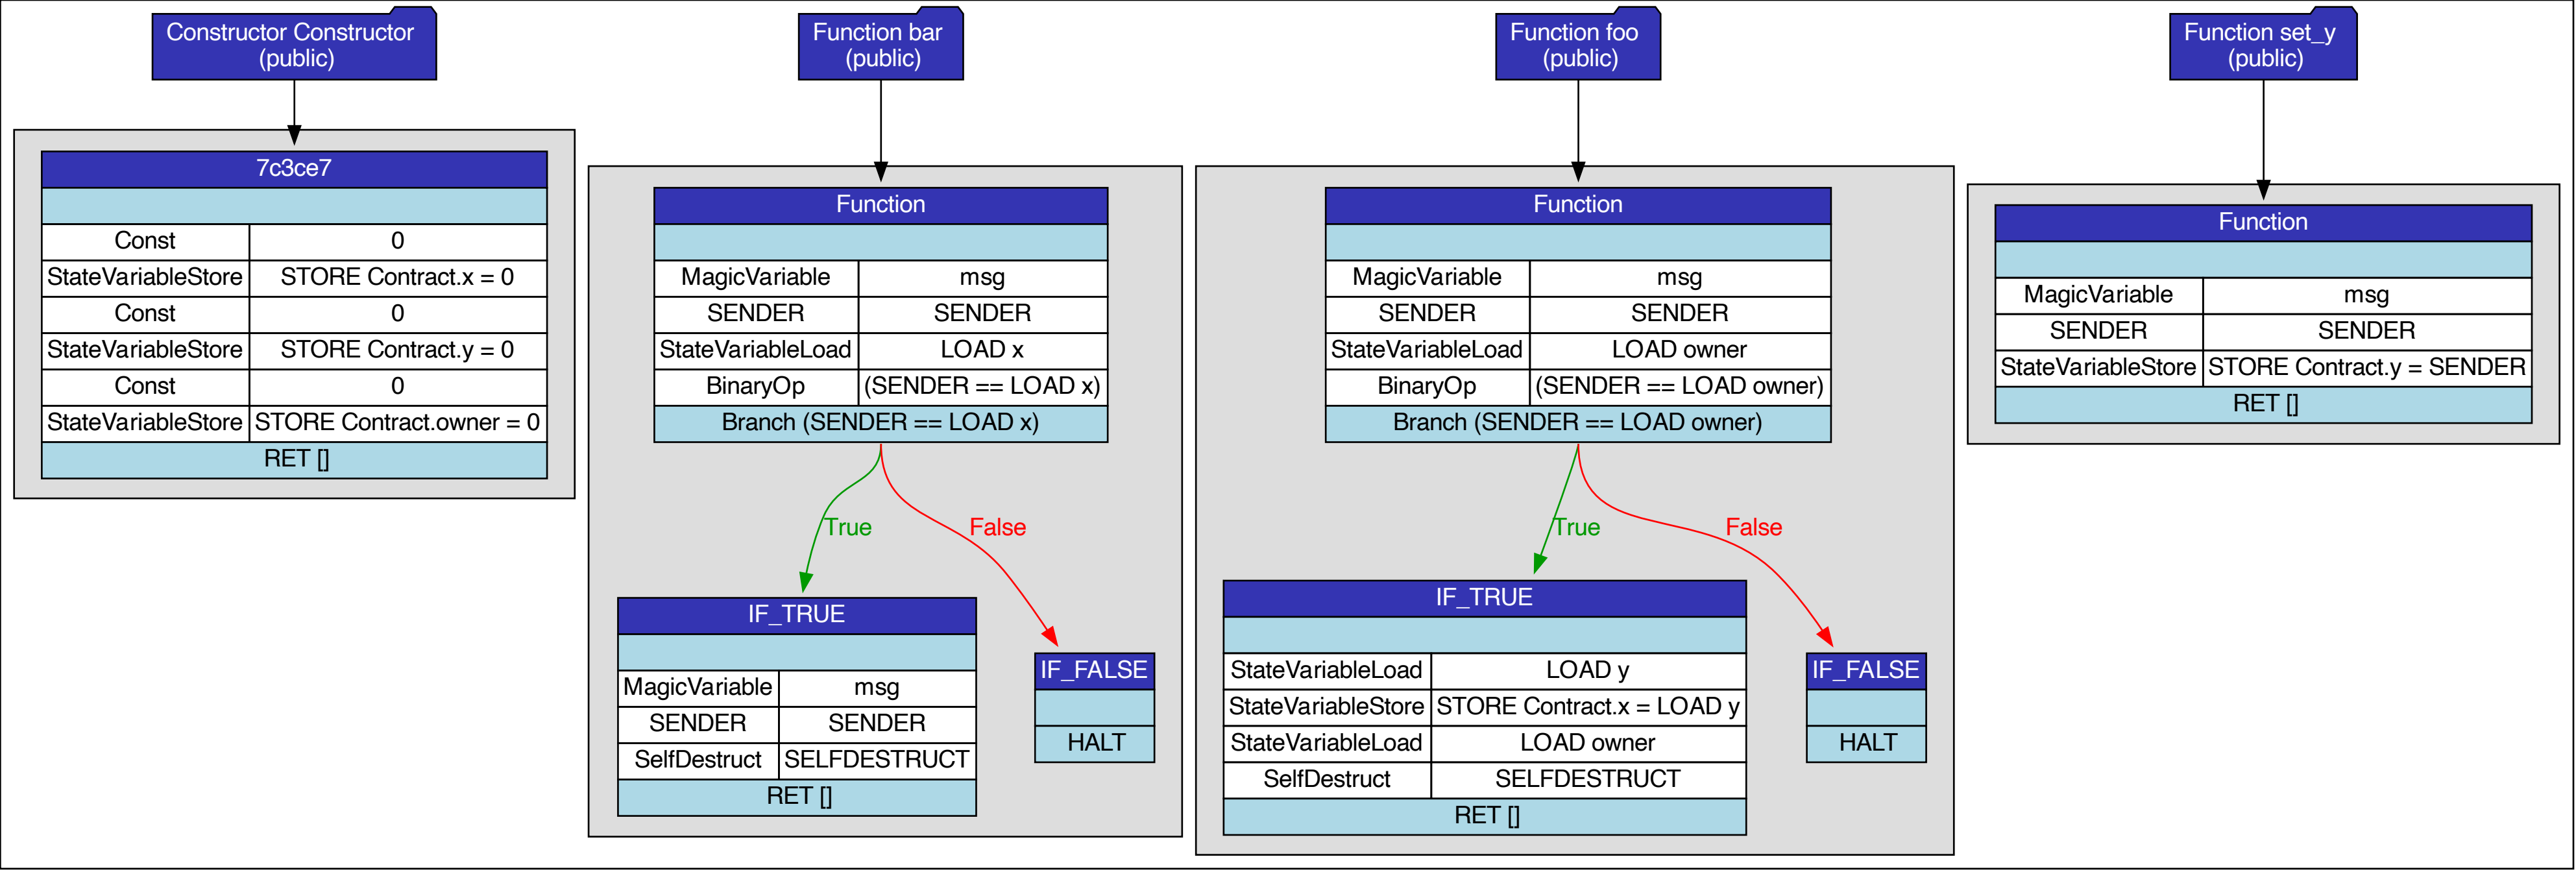 Constructor Constructor
(public)
7c3ce7
Const 0
StateVariableStore STORE Contract.x = 0
Const 0
StateVariableStore STORE Contract.y = 0
Const 0
StateVariableStore STORE Contract.owner = 0
RET []
Function bar
(public)
Function
MagicVariable msg
SENDER SENDER
StateVariableLoad LOAD x
BinaryOp (SENDER == LOAD x)
Branch (SENDER == LOAD x)
True
False
IF_TRUE
MagicVariable msg
SENDER SENDER
SelfDestruct SELFDESTRUCT
RET []
IF_FALSE
HALT
Function foo
(public)
Function
MagicVariable msg
SENDER SENDER
StateVariableLoad LOAD owner
BinaryOp (SENDER == LOAD owner)
Branch (SENDER == LOAD owner)
True
False
IF_TRUE
StateVariableLoad LOAD y
StateVariableStore STORE Contract.x = LOAD y
StateVariableLoad LOAD owner
SelfDestruct SELFDESTRUCT
RET []
IF_FALSE
HALT
Function set_y
(public)
Function
MagicVariable msg
SENDER SENDER
StateVariableStore STORE Contract.y = SENDER
RET []